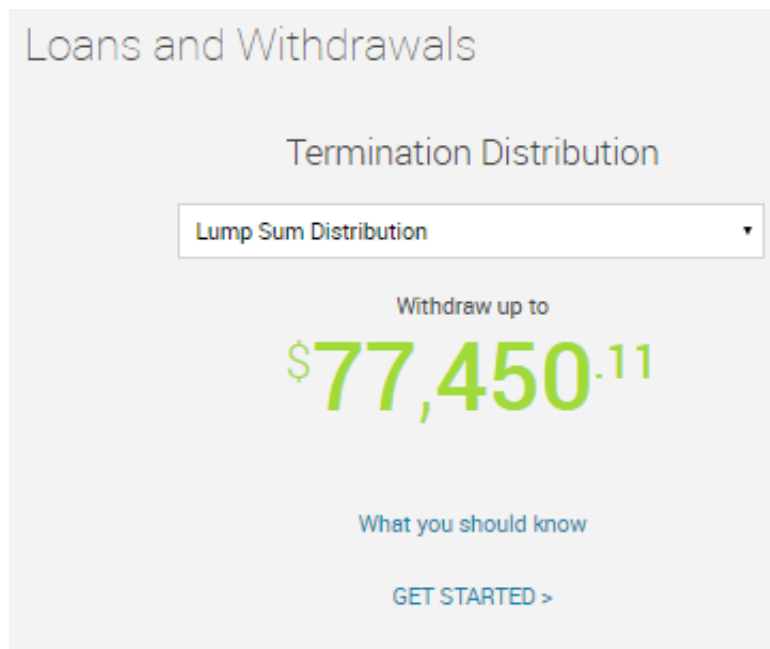 Loans and Withdrawals
Termination Distribution
Lump Sum Distribution
Withdraw up to
$77,450.11
What you should know
GET STARTED >